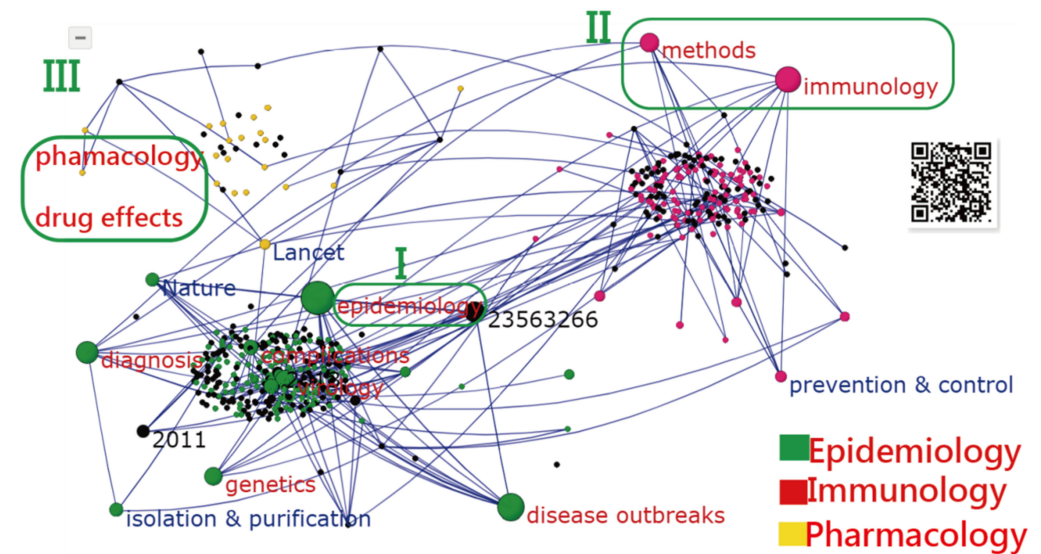 II
methods
immunology
III
phamacology
drug effects
Lancet
I
Nature
epidemiology
23563266
diagnosis
complications
virology
prevention & control
2011
genetics
isolation & purification
disease outbreaks
Epidemiology
Immunology
Pharmacology